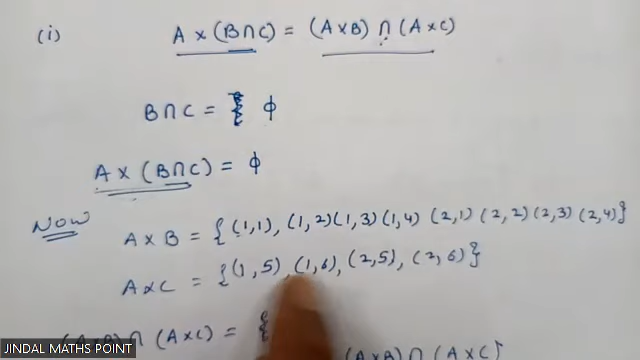 (i) A × (B∩C) = (A×B) ∩ (A×C)
B∩C = ϕ
A × (B∩C) = ϕ
Now
A × B = {(1,1), (1,2)(1,3)(1,4) (2,1)(2,2)(2,3)(2,4)}
A×C = {(1,5), (1,6), (2,5), (2,6)}
(A×B) ∩ (A×C) = {
(A×B) ∩ (A×C)
JINDAL MATHS POINT